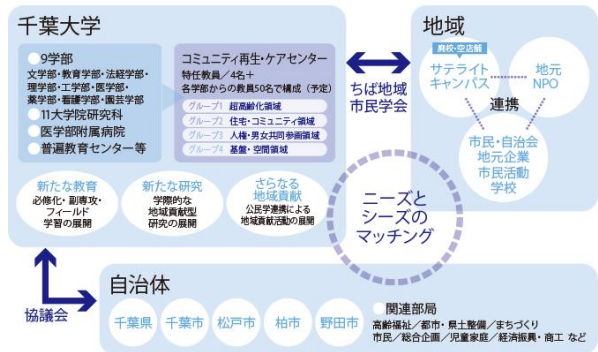 千葉大学
9学部
文学部・教育学部・法経学部・
理学部・工学部・医学部・
薬学部・看護学部・園芸学部
11大学院研究科
医学部附属病院
普遍教育センター等
コミュニティ再生・ケアセンター
特任教員／4名＋
各学部からの教員50名で構成（予定）
グループ1 超高齢化領域
グループ2 住宅・コミュニティ領域
グループ3 人権・男女共同参画領域
グループ4 基盤・空間領域
新たな教育
必修化・副専攻・
フィールド
学習の展開
新たな研究
学際的な
地域貢献型
研究の展開
さらなる
地域貢献
公民学連携による
地域貢献活動の展開
ちば地域
市民学会
地域
廃校・空店舗
サテライト
キャンパス
地元
NPO
連携
市民・自治会
地元企業
市民活動
学校
ニーズと
シーズの
マッチング
協議会
自治体
千葉県
千葉市
松戸市
柏市
野田市
関連部局
高齢福祉／都市・県土整備／まちづくり
市民／総合企画／児童家庭／経済振興・商工 など